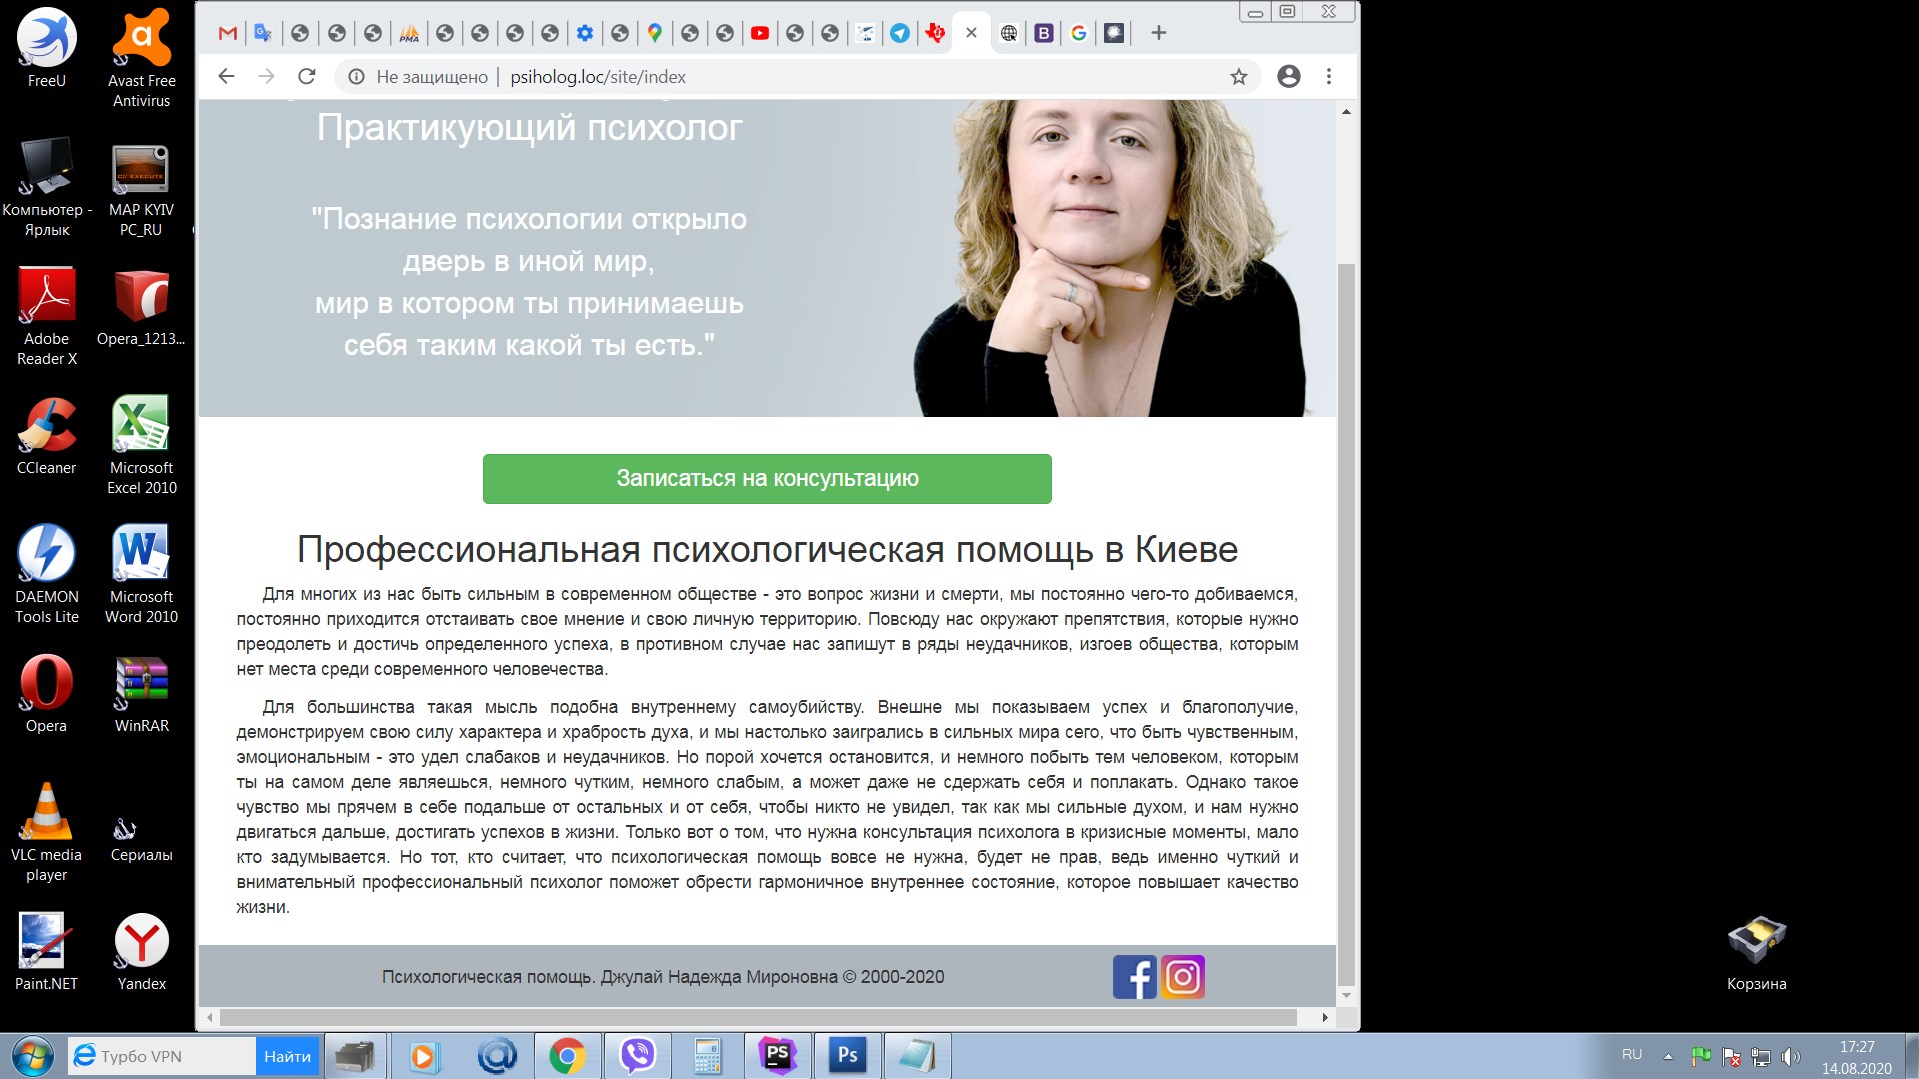 FreeU
Avast Free
Antivirus
Компьютер -
Ярлык
MAP KYIV
PC_RU
Adobe
Reader X
Opera_1213...
CCleaner
Microsoft
Excel 2010
DAEMON
Tools Lite
Microsoft
Word 2010
Opera
WinRAR
VLC media
player
Сериалы
Paint.NET
Yandex
Не защищено | psiholog.loc/site/index
Практикующий психолог
"Познание психологии открыло
дверь в иной мир,
мир в котором ты принимаешь
себя таким какой ты есть."
Записаться на консультацию
Профессиональная психологическая помощь в Киеве
Для многих из нас быть сильным в современном обществе - это вопрос жизни и смерти, мы постоянно чего-то добиваемся,
постоянно приходится отстаивать свое мнение и свою личную территорию. Повсюду нас окружают препятствия, которые нужно
преодолеть и достичь определенного успеха, в противном случае нас запишут в ряды неудачников, изгоев общества, которым
нет места среди современного человечества.
Для большинства такая мысль подобна внутреннему самоубийству. Внешне мы показываем успех и благополучие,
демонстрируем свою силу характера и храбрость духа, и мы настолько заигрались в сильных мира сего, что быть чувственным,
эмоциональным - это удел слабаков и неудачников. Но порой хочется остановится, и немного побыть тем человеком, которым
ты на самом деле являешься, немного чутким, немного слабым, а может даже не сдержать себя и поплакать. Однако такое
чувство мы прячем в себе подальше от остальных и от себя, чтобы никто не увидел, так как мы сильные духом, и нам нужно
двигаться дальше, достигать успехов в жизни. Только вот о том, что нужна консультация психолога в кризисные моменты, мало
кто задумывается. Но тот, кто считает, что психологическая помощь вовсе не нужна, будет не прав, ведь именно чуткий и
внимательный профессиональный психолог поможет обрести гармоничное внутреннее состояние, которое повышает качество
жизни.
Психологическая помощь. Джулай Надежда Мироновна © 2000-2020
Корзина
Турбо VPN
Найти
PS
Ps
RU
17:27
14.08.2020